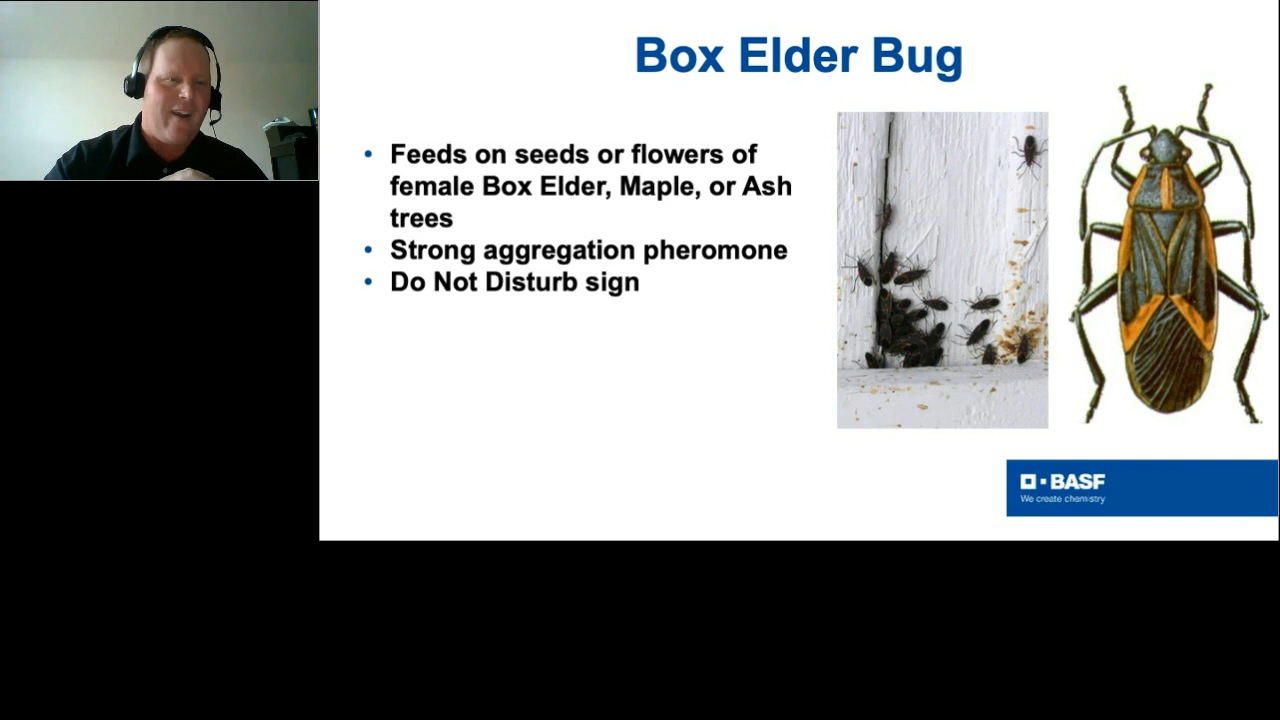 Box Elder Bug
• Feeds on seeds or flowers of
female Box Elder, Maple, or Ash
trees
• Strong aggregation pheromone
• Do Not Disturb sign
BASF
We create chemistry